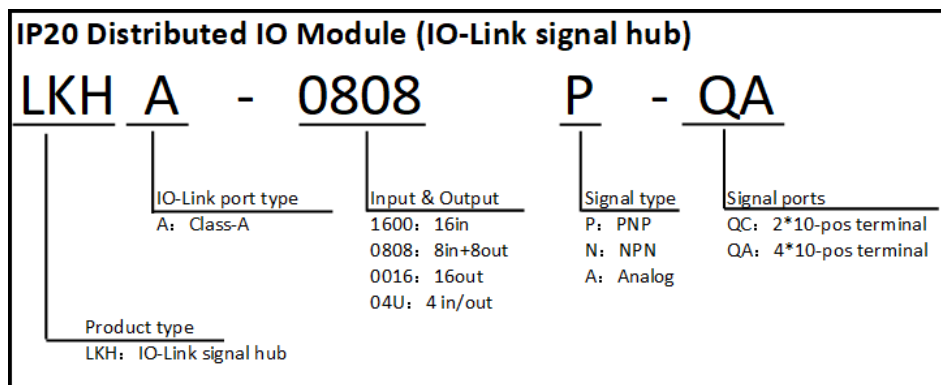 IP20 Distributed IO Module (IO-Link signal hub)
LKH A - 0808 P - QA
IO-Link port type
A：Class-A
Input & Output
1600：16in
0808：8in+8out
0016：16out
04U：4 in/out
Signal type
P：PNP
N：NPN
A：Analog
Signal ports
QC：2*10-pos terminal
QA：4*10-pos terminal
Product type
LKH：IO-Link signal hub